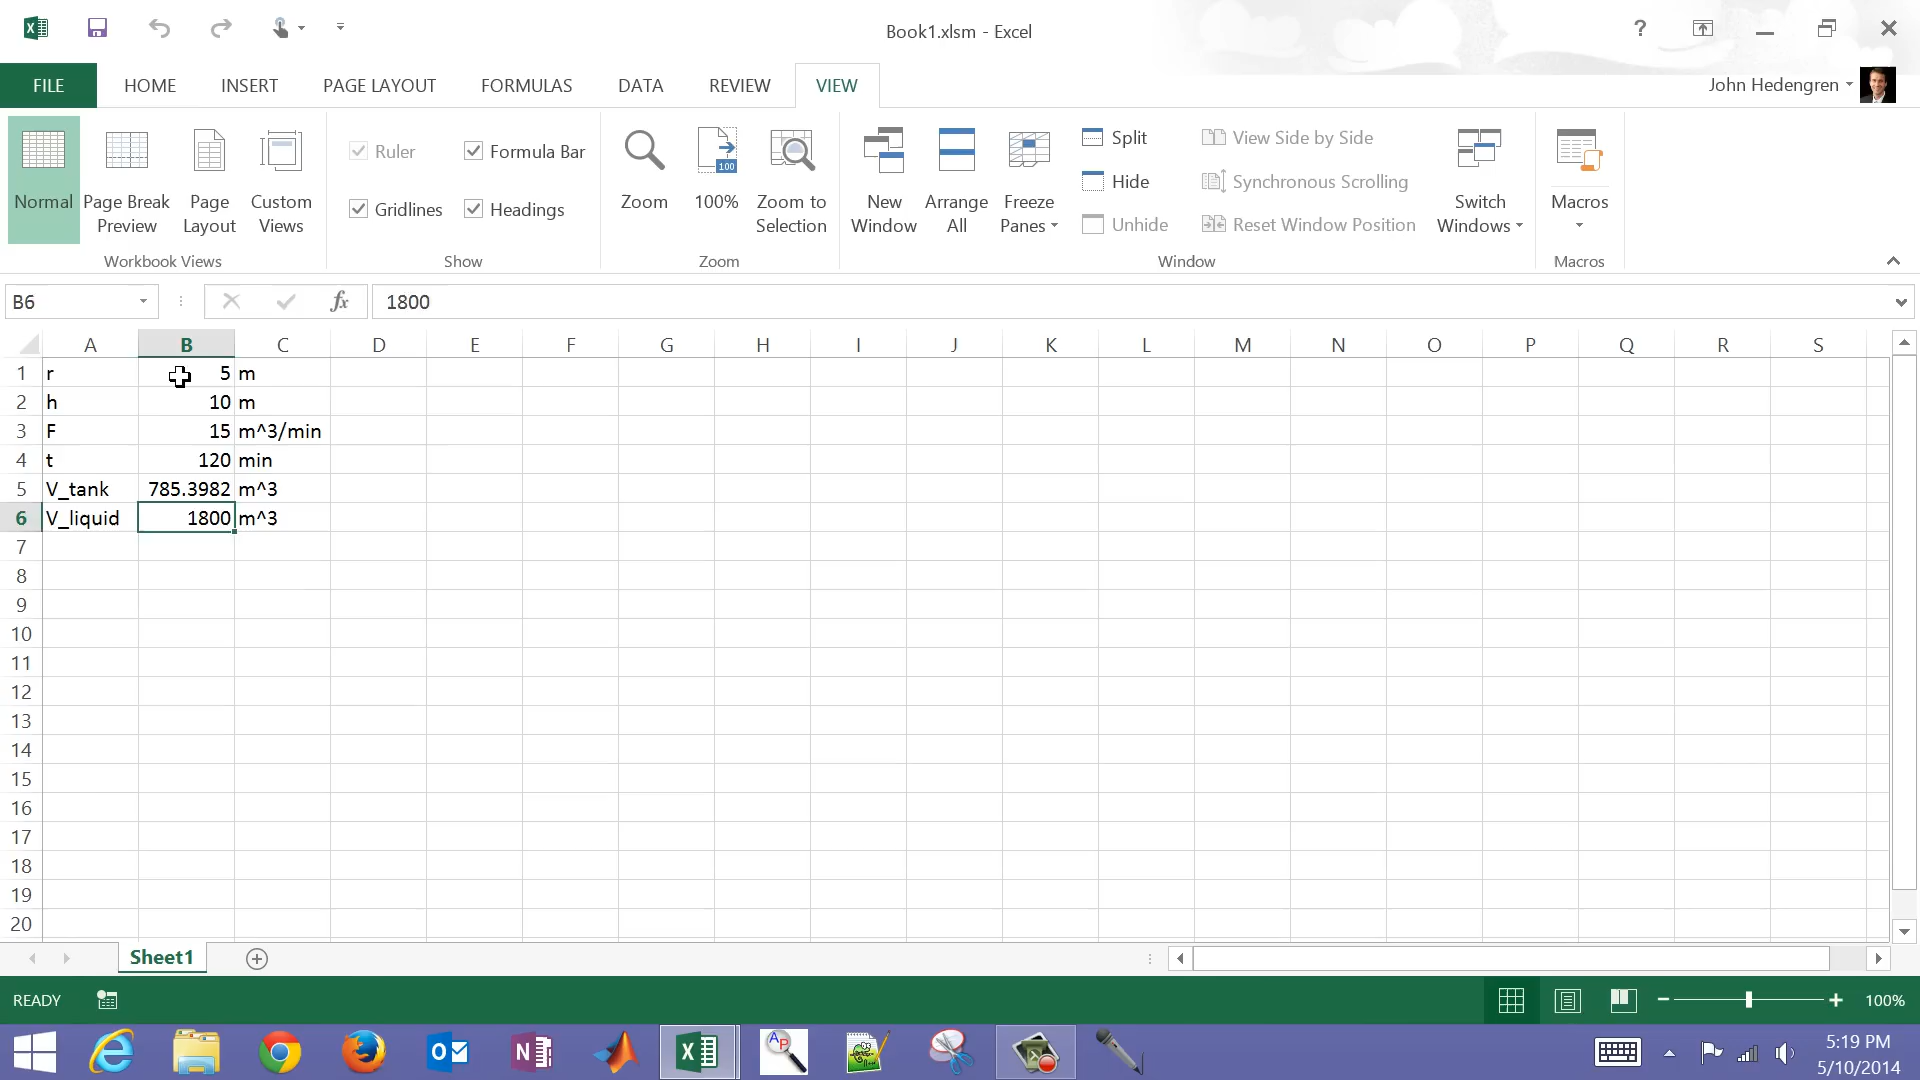 Book1.xlsm - Excel
?
FILE HOME INSERT PAGE LAYOUT FORMULAS DATA REVIEW VIEW John Hedengren
Normal
Page Break Preview
Page Layout
Custom Views
Workbook Views
Ruler
Formula Bar
Gridlines
Headings
Show
Zoom
100
100%
Zoom to Selection
Zoom
New Window
Arrange All
Freeze Panes
Split
Hide
Unhide
View Side by Side
Synchronous Scrolling
Reset Window Position
Switch Windows
Window
Macros
Macros
B6 fx 1800
A B C D E F G H I J K L M N O P Q R S
1 r 5 m
2 h 10 m
3 F 15 m^3/min
4 t 120 min
5 V_tank 785.3982 m^3
6 V_liquid 1800 m^3
7
8
9
10
11
12
13
14
15
16
17
18
19
20
Sheet1
READY 100%
5:19 PM
5/10/2014